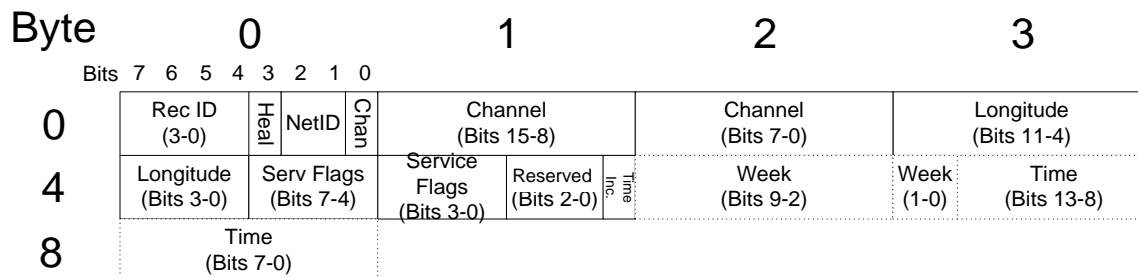 Byte 0 1 2 3
Bits 7 6 5 4 3 2 1 0
0 Rec ID (3-0) Heal NetID Chan Channel (Bits 15-8) Channel (Bits 7-0) Longitude (Bits 11-4)
4 Longitude (Bits 3-0) Serv Flags (Bits 7-4) Service Flags (Bits 3-0) Reserved (Bits 2-0) Time Inc. Week (Bits 9-2) Week (1-0) Time (Bits 13-8)
8 Time (Bits 7-0)